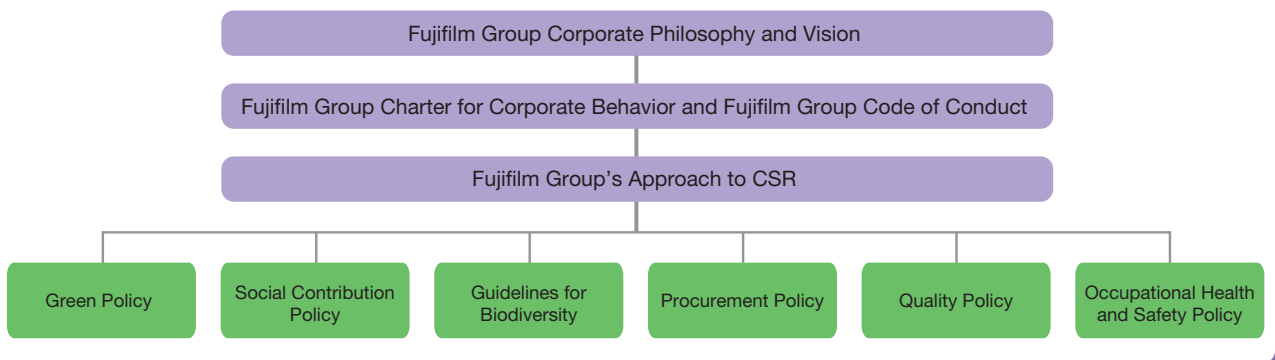 Fujifilm Group Corporate Philosophy and Vision
Fujifilm Group Charter for Corporate Behavior and Fujifilm Group Code of Conduct
Fujifilm Group's Approach to CSR
Green Policy
Social Contribution
Policy
Guidelines for
Biodiversity
Procurement Policy
Quality Policy
Occupational Health
and Safety Policy